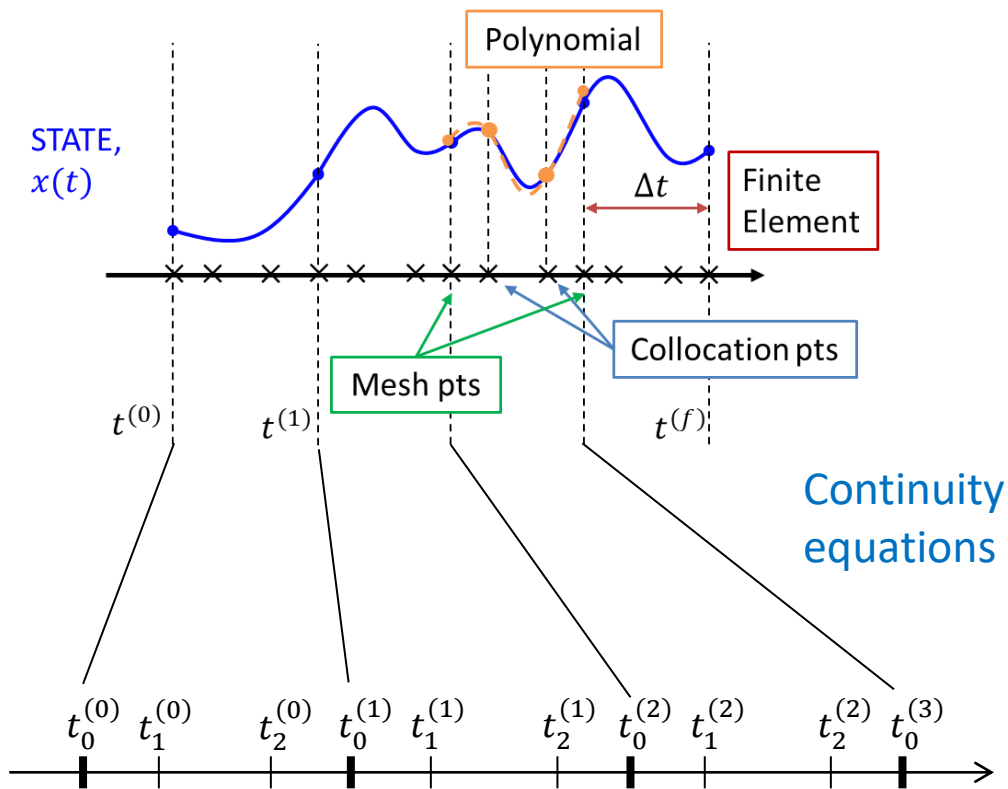 Polynomial
STATE,
x(t)
Δt
Finite
Element
Collocation pts
Mesh pts
t^{(0)} t^{(1)} t^{(f)}
Continuity
equations
t_0^{(0)} t_1^{(0)} t_2^{(0)} t_0^{(1)} t_1^{(1)} t_2^{(1)} t_0^{(2)} t_1^{(2)} t_2^{(2)} t_0^{(3)}